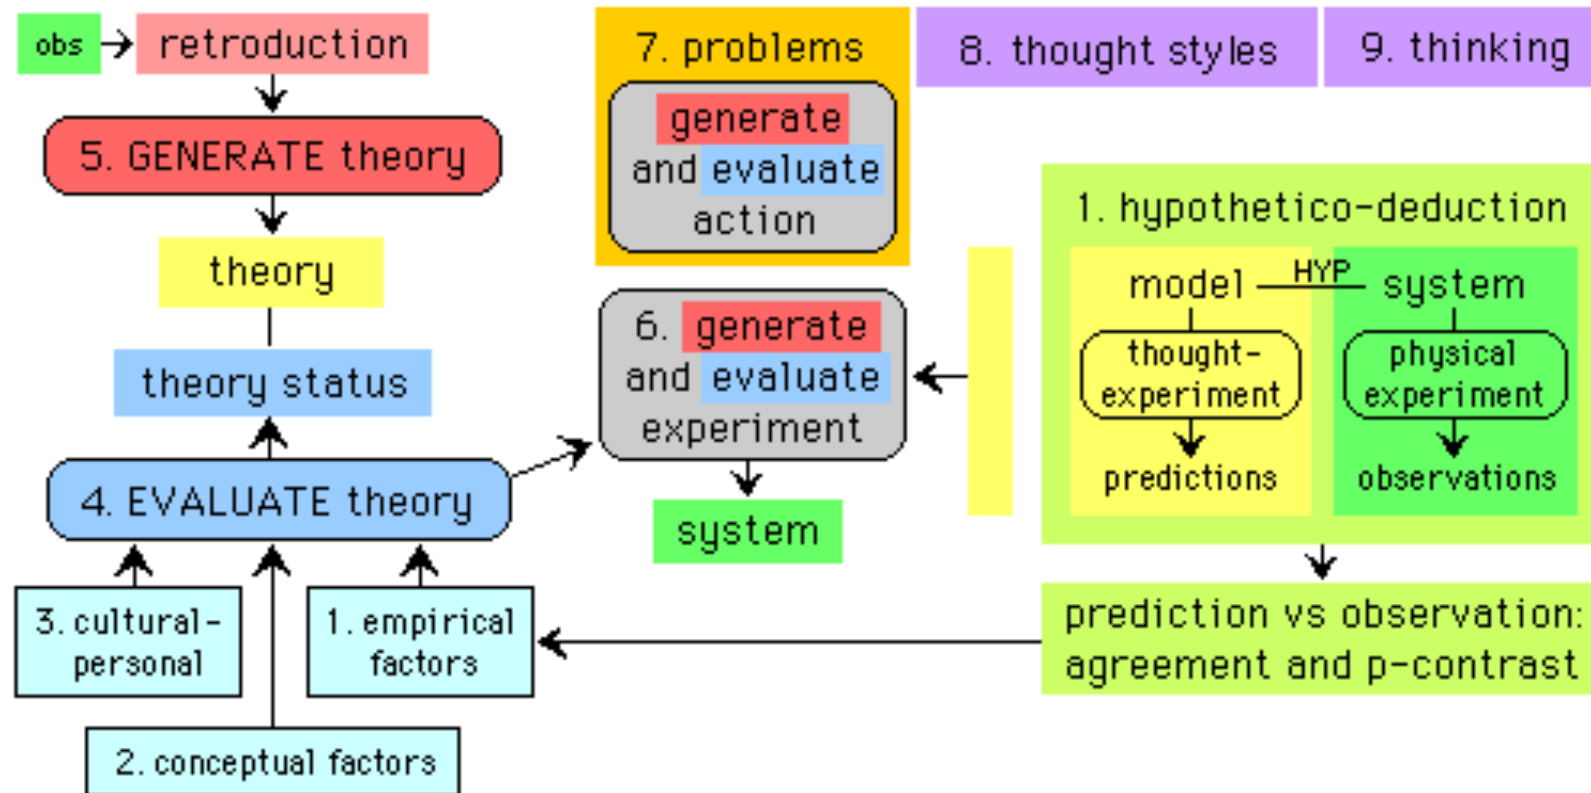 obs
retroduction
5. GENERATE theory
theory
theory status
4. EVALUATE theory
3. cultural-
personal
1. empirical
factors
2. conceptual factors
7. problems
generate
and evaluate
action
6. generate
and evaluate
experiment
system
8. thought styles
9. thinking
1. hypothetico-deduction
model
HYP
system
thought-
experiment
physical
experiment
predictions
observations
prediction vs observation:
agreement and p-contrast